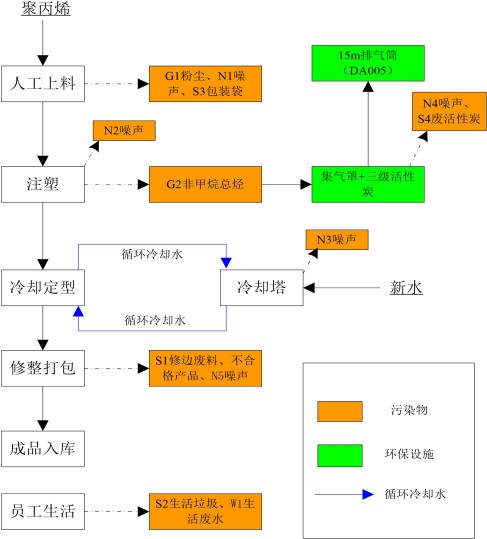 聚丙烯
人工上料
G1粉尘、N1噪
声、S3包装袋
15m排气筒
（DA005）
N4噪声、
S4废活性炭
N2噪声
注塑
G2非甲烷总烃
集气罩+三级活性
炭
N3噪声
循环冷却水
冷却定型
冷却塔
新水
循环冷却水
修整打包
S1修边废料、不合
格产品、N5噪声
成品入库
污染物
环保设施
循环冷却水
员工生活
S2生活垃圾、W1生
活废水